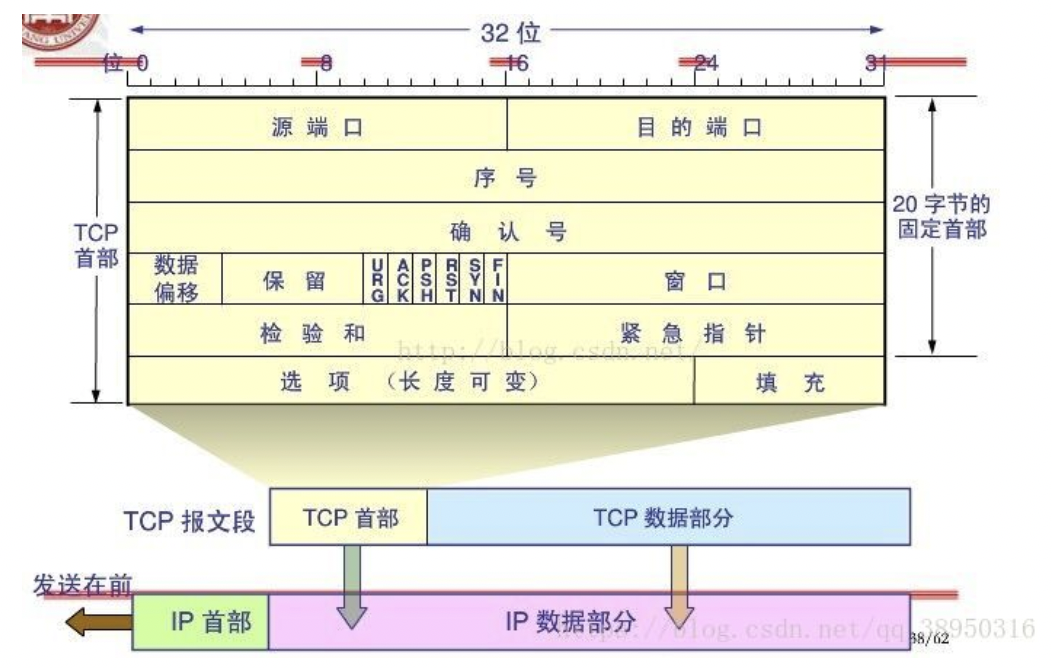 32 位
位 0 8 16 24 31
源 端 口 目 的 端 口
序 号
20 字节的
固定首部
TCP
首部
确 认 号
数据
偏移
保 留
URG
ACK
PSH
RST
SYN
FIN
窗 口
检 验 和 紧 急 指 针
http://blog.csdn.net/
选 项 (长 度 可 变) 填 充
TCP 报文段 TCP 首部 TCP 数据部分
发送在前
IP 首部 IP 数据部分
https://blog.csdn.net/qq_38950316
38/62